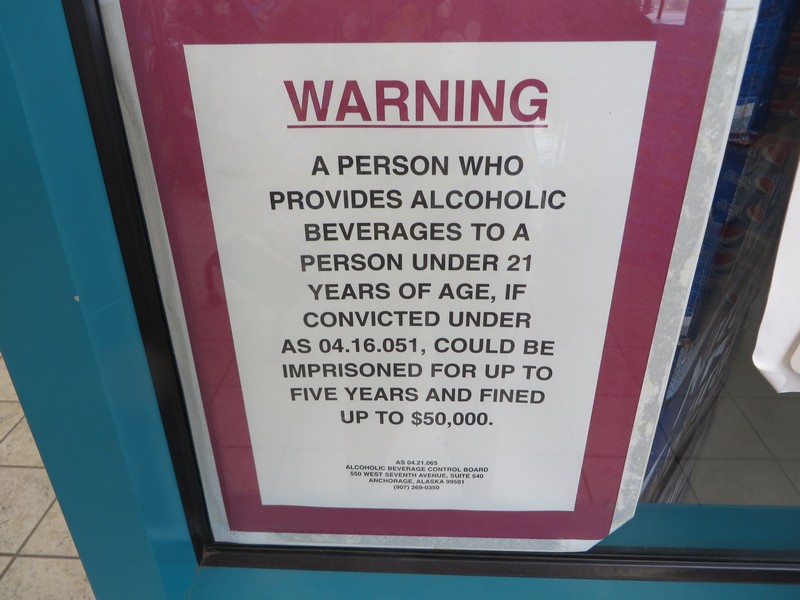 WARNING
A PERSON WHO
PROVIDES ALCOHOLIC
BEVERAGES TO A
PERSON UNDER 21
YEARS OF AGE, IF
CONVICTED UNDER
AS 04.16.051, COULD BE
IMPRISONED FOR UP TO
FIVE YEARS AND FINED
UP TO $50,000.
AS 04.21.065
ALCOHOLIC BEVERAGE CONTROL BOARD
550 WEST SEVENTH AVENUE, SUITE 540
ANCHORAGE, ALASKA 99501
(907) 269-0350